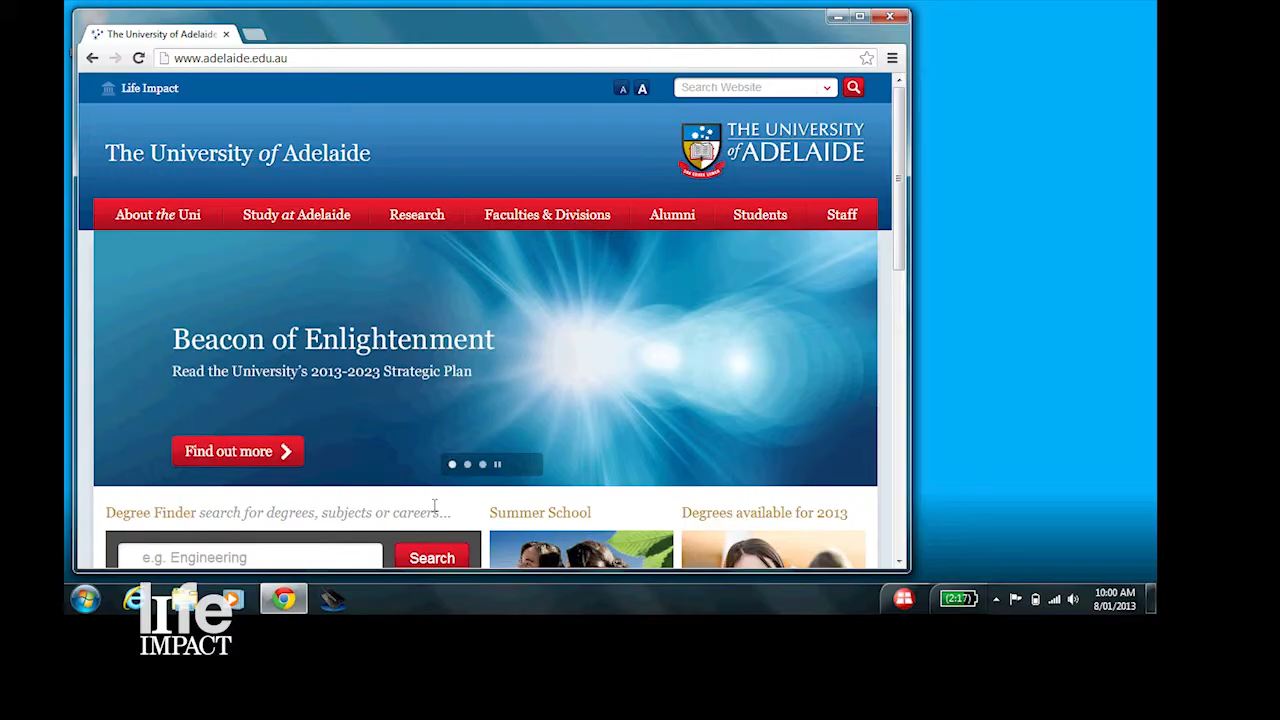 The University of Adelaide
www.adelaide.edu.au
Life Impact
A A
Search Website
The University of Adelaide
THE UNIVERSITY
of ADELAIDE
About the Uni
Study at Adelaide
Research
Faculties & Divisions
Alumni
Students
Staff
Beacon of Enlightenment
Read the University's 2013-2023 Strategic Plan
Find out more
Degree Finder search for degrees, subjects or careers...
Summer School
Degrees available for 2013
e.g. Engineering
Search
(2:17)
10:00 AM
8/01/2013
life
IMPACT